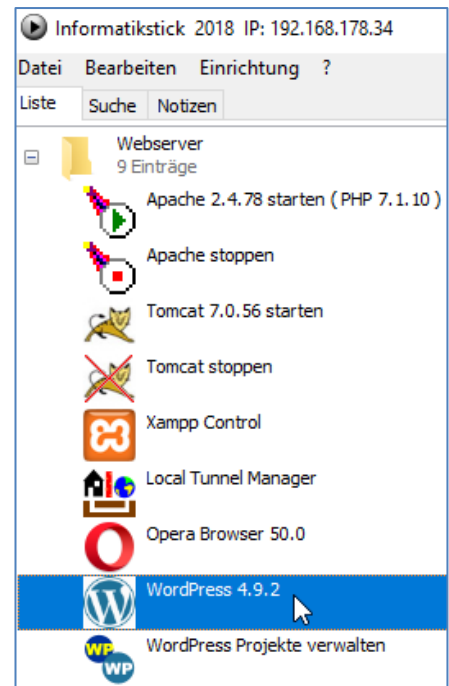 Informatikstick 2018 IP: 192.168.178.34
Datei Bearbeiten Einrichtung ?
Liste Suche Notizen
Webserver
9 Einträge
Apache 2.4.78 starten ( PHP 7.1.10 )
Apache stoppen
Tomcat 7.0.56 starten
Tomcat stoppen
Xampp Control
Local Tunnel Manager
Opera Browser 50.0
WordPress 4.9.2
WordPress Projekte verwalten
WP
WP